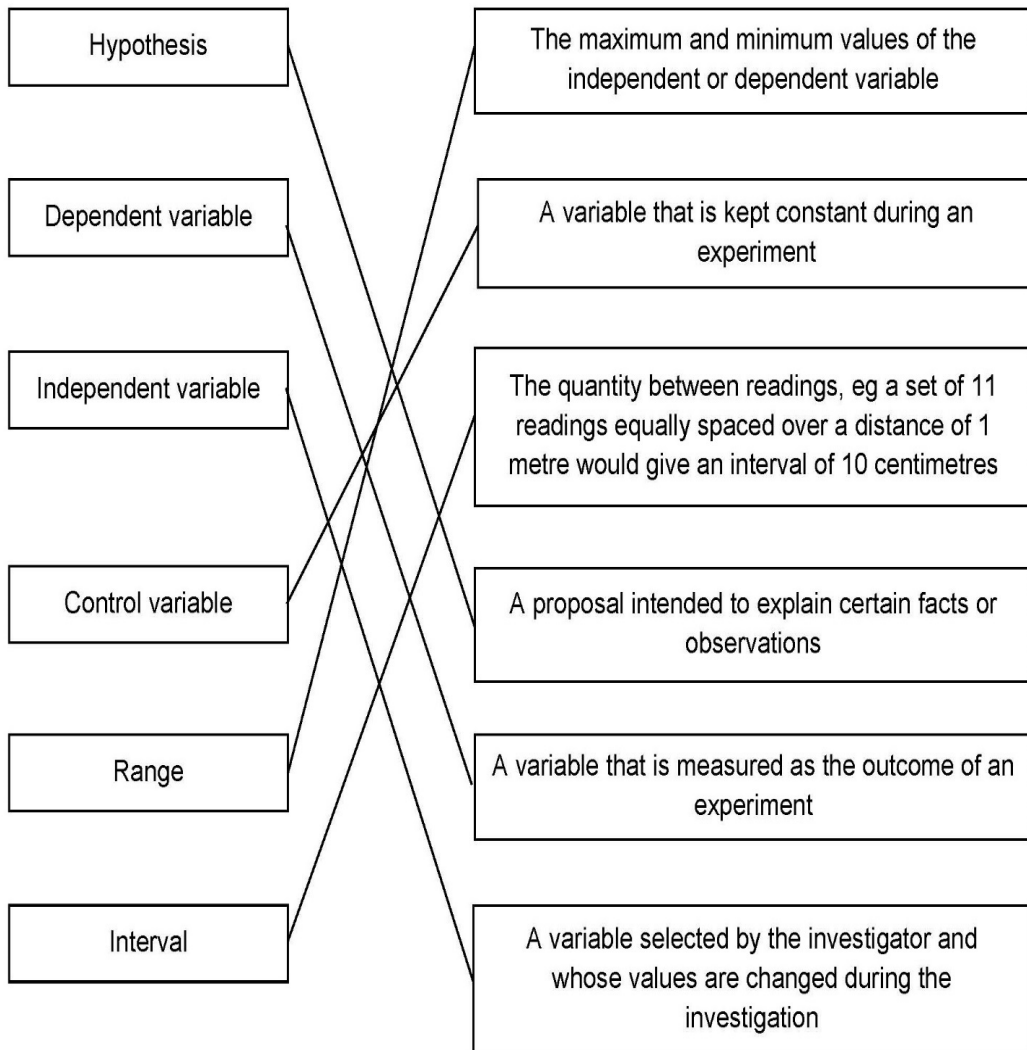 Hypothesis
The maximum and minimum values of the
independent or dependent variable
Dependent variable
A variable that is kept constant during an
experiment
Independent variable
The quantity between readings, eg a set of 11
readings equally spaced over a distance of 1
metre would give an interval of 10 centimetres
Control variable
A proposal intended to explain certain facts or
observations
Range
A variable that is measured as the outcome of an
experiment
Interval
A variable selected by the investigator and
whose values are changed during the
investigation